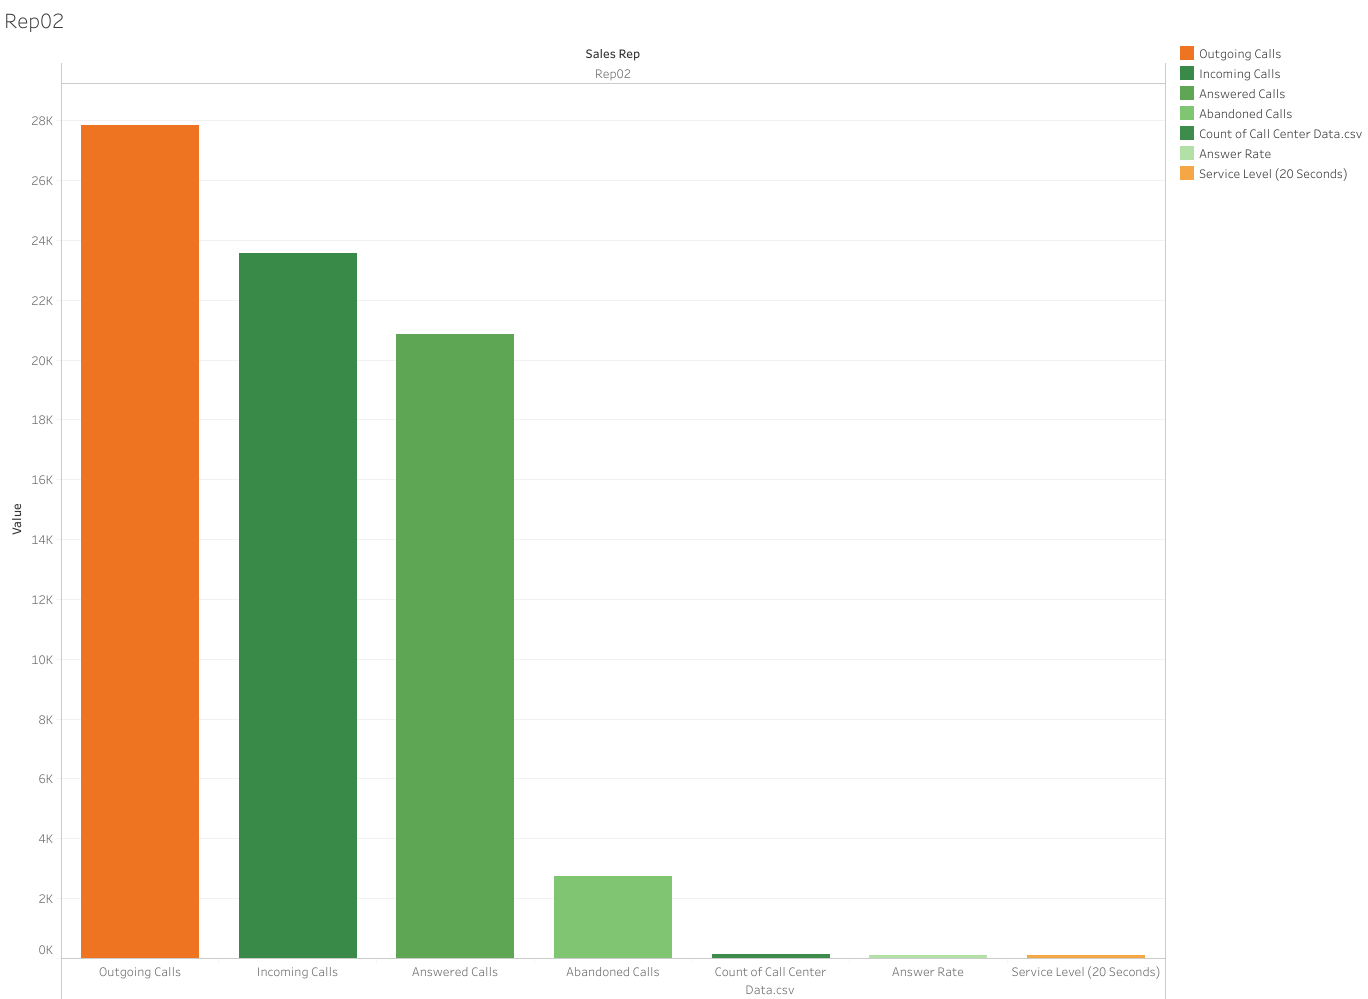 Rep02
Sales Rep
Rep02
Outgoing Calls
Incoming Calls
Answered Calls
Abandoned Calls
Count of Call Center Data.csv
Answer Rate
Service Level (20 Seconds)
28K
26K
24K
22K
20K
18K
16K
14K
12K
10K
8K
6K
4K
2K
0K
Value
Outgoing Calls
Incoming Calls
Answered Calls
Abandoned Calls
Count of Call Center
Data.csv
Answer Rate
Service Level (20 Seconds)